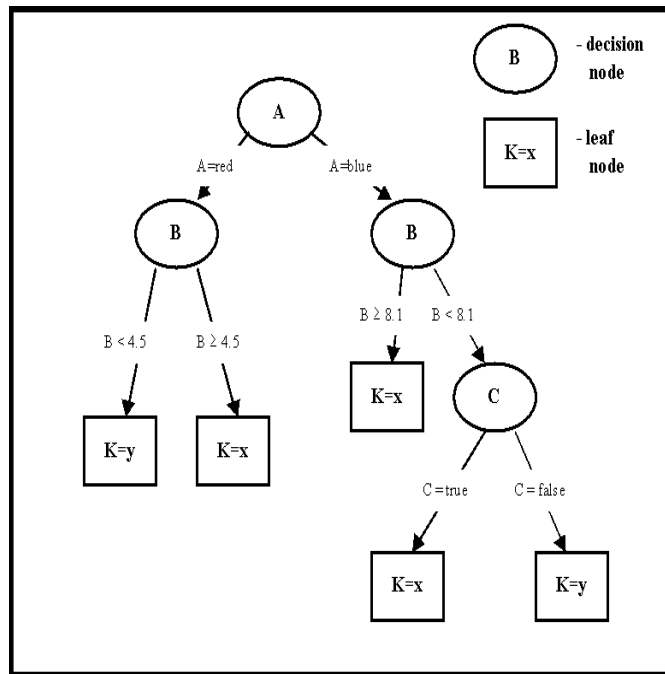 B
- decision
node
A
K=x
- leaf
node
A=red
A=blue
B
B
B < 4.5
B ≥ 4.5
B ≥ 8.1
B < 8.1
K=y
K=x
K=x
C
C = true
C = false
K=x
K=y